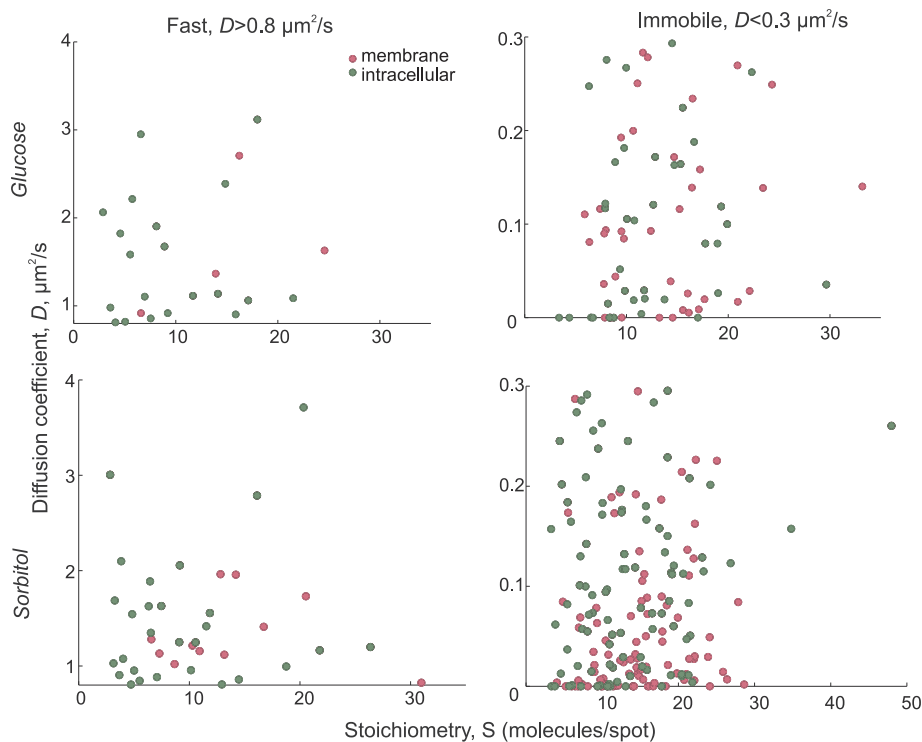 Fast, D>0.8 µm²/s
Immobile, D<0.3 µm²/s
membrane
intracellular
Glucose
Sorbitol
Diffusion coefficient, D, µm²/s
4
3
2
1
0 10 20 30
0.3
0.2
0.1
0
10 20 30
4
3
2
1
0 10 20 30
0.3
0.2
0.1
0
10 20 30 40 50
Stoichiometry, S (molecules/spot)